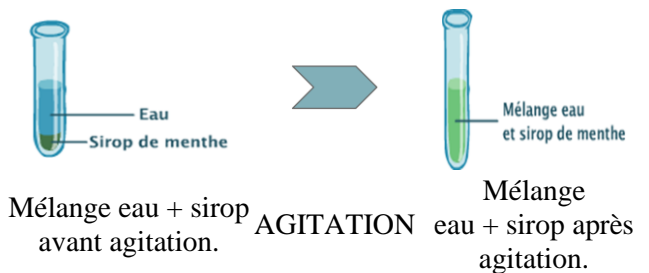 Eau
Sirop de menthe
Mélange eau
et sirop de menthe
Mélange eau + sirop
avant agitation.
AGITATION
Mélange
eau + sirop après
agitation.